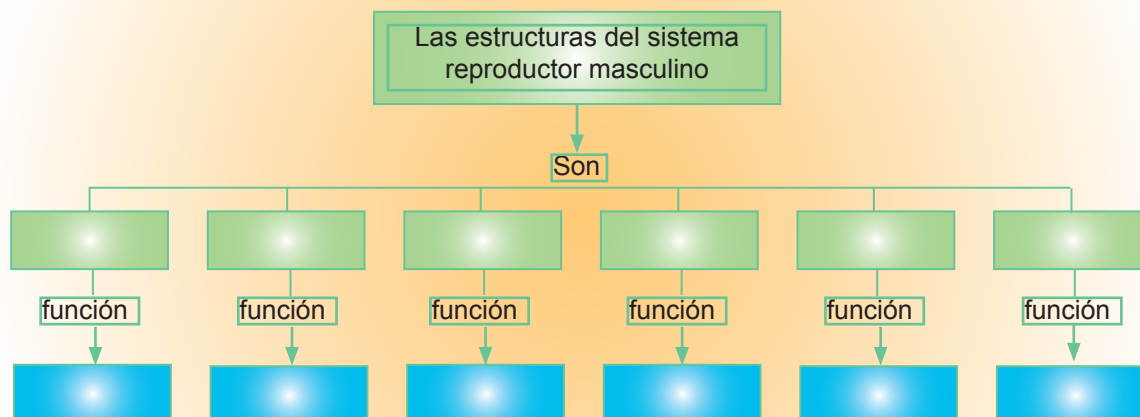 Las estructuras del sistema
reproductor masculino
Son
función función función función función función